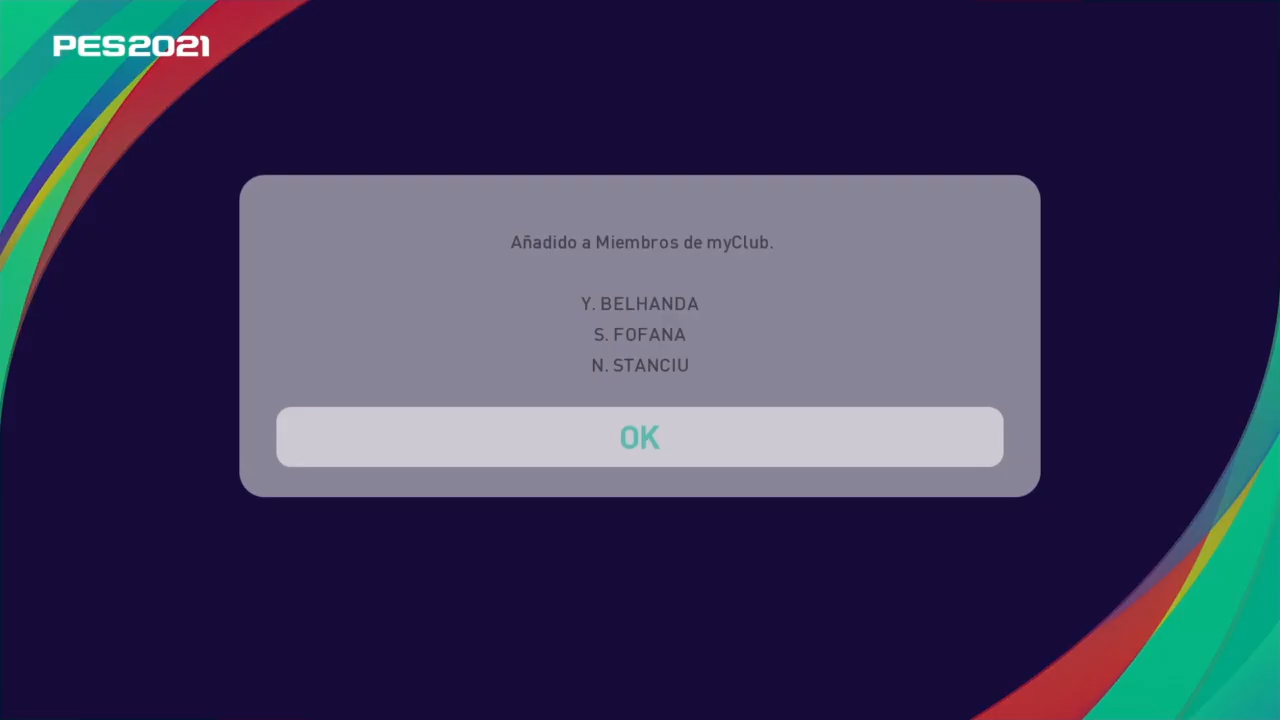 PES2021
Añadido a Miembros de myClub.
Y. BELHANDA
S. FOFANA
N. STANCIU
OK